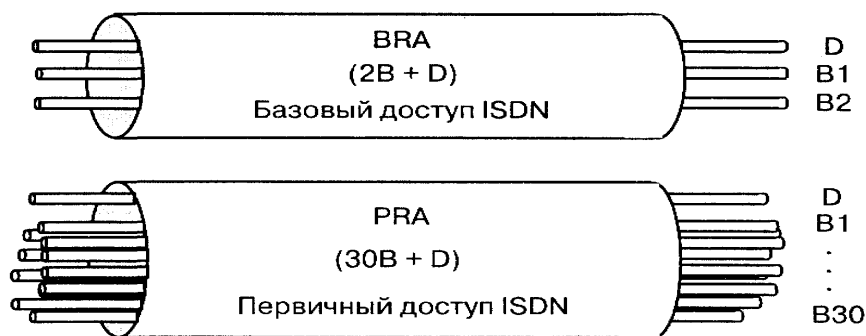 BRA
(2B + D)
Базовый доступ ISDN
D
B1
B2
PRA
(30B + D)
Первичный доступ ISDN
D
B1
.
.
.
B30